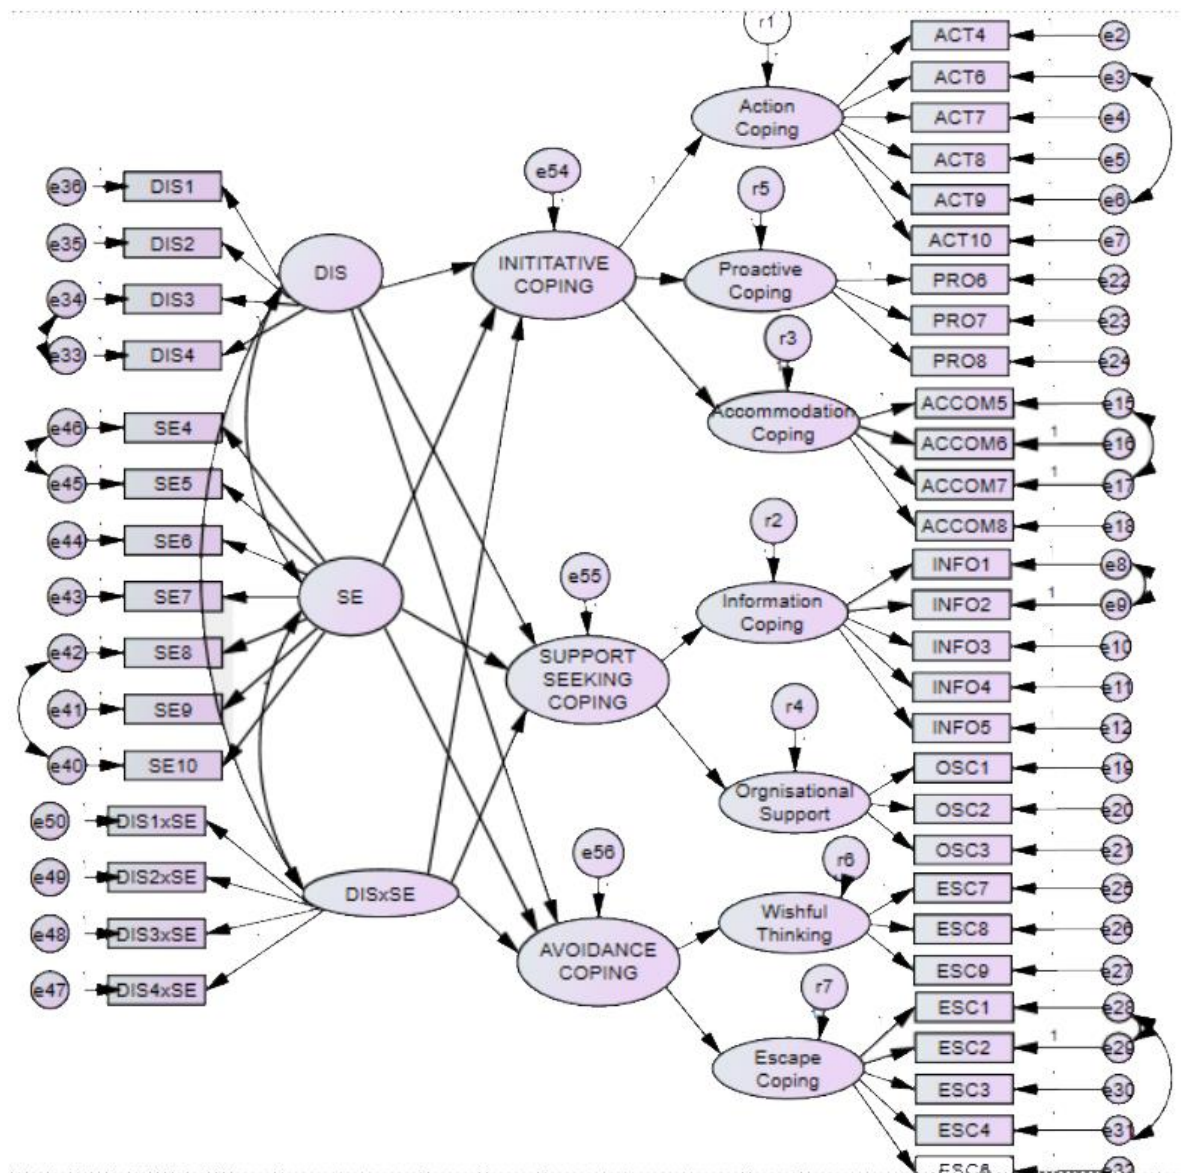 r1
ACT4
e2
ACT6
e3
Action
Coping
ACT7
e4
ACT8
e5
ACT9
e6
ACT10
e7
e36
DIS1
e35
DIS2
e34
DIS3
e33
DIS4
DIS
e54
INITITATIVE
COPING
1
r5
Proactive
Coping
1
PRO6
e22
PRO7
e23
PRO8
e24
r3
Accommodation
Coping
ACCOM5
e15
ACCOM6
1
e16
ACCOM7
1
e17
ACCOM8
e18
e46
SE4
e45
SE5
e44
SE6
e43
SE7
e42
SE8
e41
SE9
e40
SE10
SE
e55
SUPPORT
SEEKING
COPING
r2
Information
Coping
INFO1
e8
INFO2
1
e9
INFO3
e10
INFO4
e11
INFO5
e12
r4
Orgnisational
Support
OSC1
e19
OSC2
e20
OSC3
e21
e50
DIS1xSE
e49
DIS2xSE
e48
DIS3xSE
e47
DIS4xSE
DISxSE
e56
AVOIDANCE
COPING
r6
Wishful
Thinking
ESC7
e25
ESC8
e26
ESC9
e27
r7
Escape
Coping
ESC1
e28
ESC2
1
e29
ESC3
e30
ESC4
e31